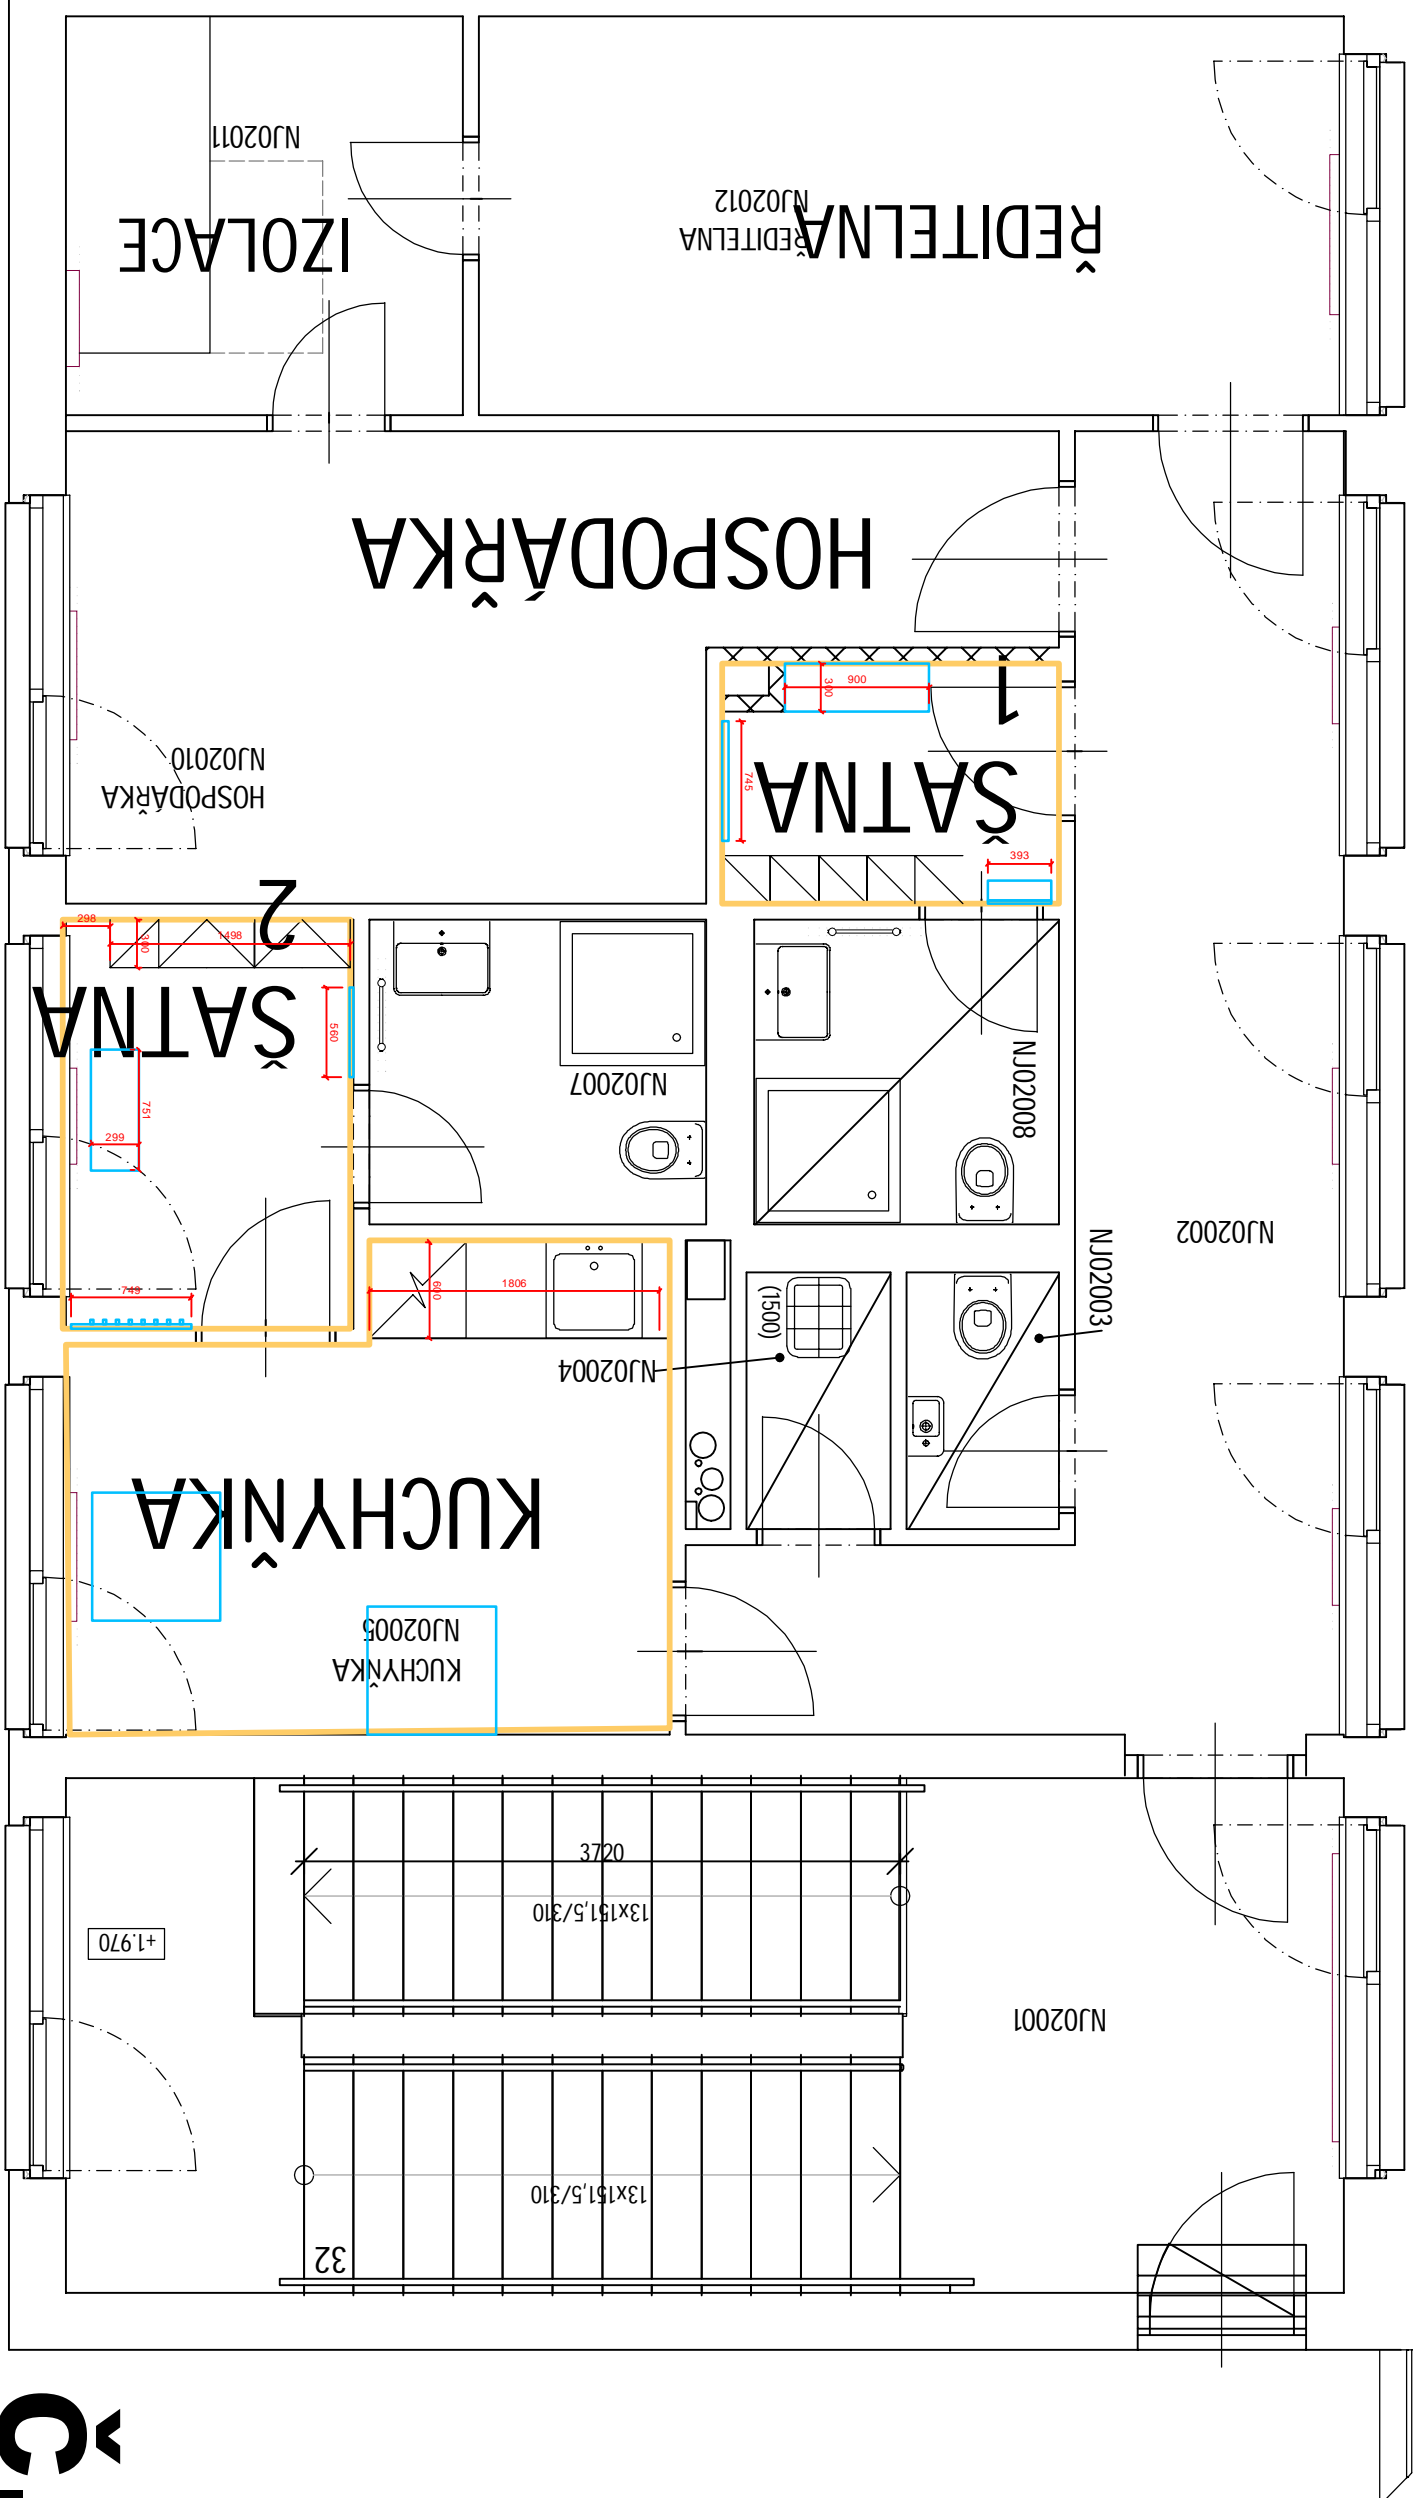 NJ02011
IZOLACE
NJ02012
ŘEDITELNA
ŘEDITELNA
HOSPODÁŘKA
NJ02010
HOSPODÁŘKA
1
ŠATNA
900
300
745
393
2
ŠATNA
298
300
1498
560
751
299
749
NJ02007
NJ02008
NJ02002
NJ02003
(1500)
NJ02004
600
1806
KUCHYŇKA
NJ02005
KUCHYŇKA
3720
13x151,5/310
+1.970
NJ02001
13x151,5/310
32
Č